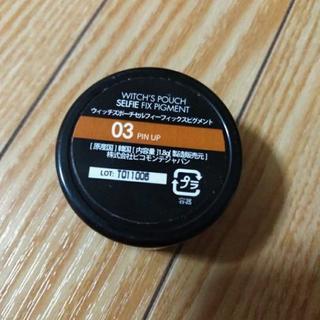 WITCH'S POUCH
SELFIE FIX PIGMENT
ウィッチズポーチセルフィーフィックスピグメント
03 PIN UP
[原産国] 韓国 [内容量] 1.8g [製造販売元]
株式会社ピコモンテジャパン
LOT: T011006
プラ
容器